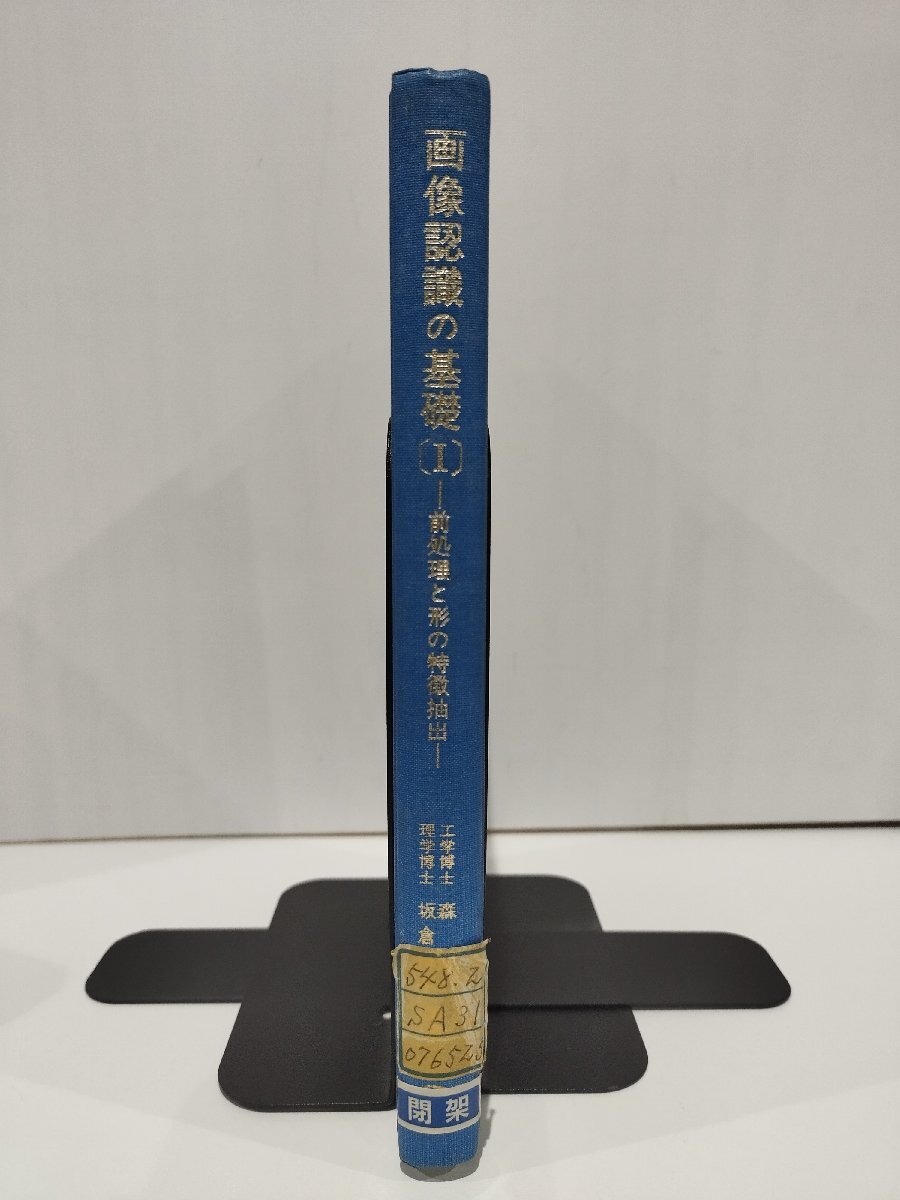 画像認識の基礎〔I〕
―前処理と形の特徴抽出―
工学博士 森
理学博士 坂倉
548.2
SA31
07652
閉架